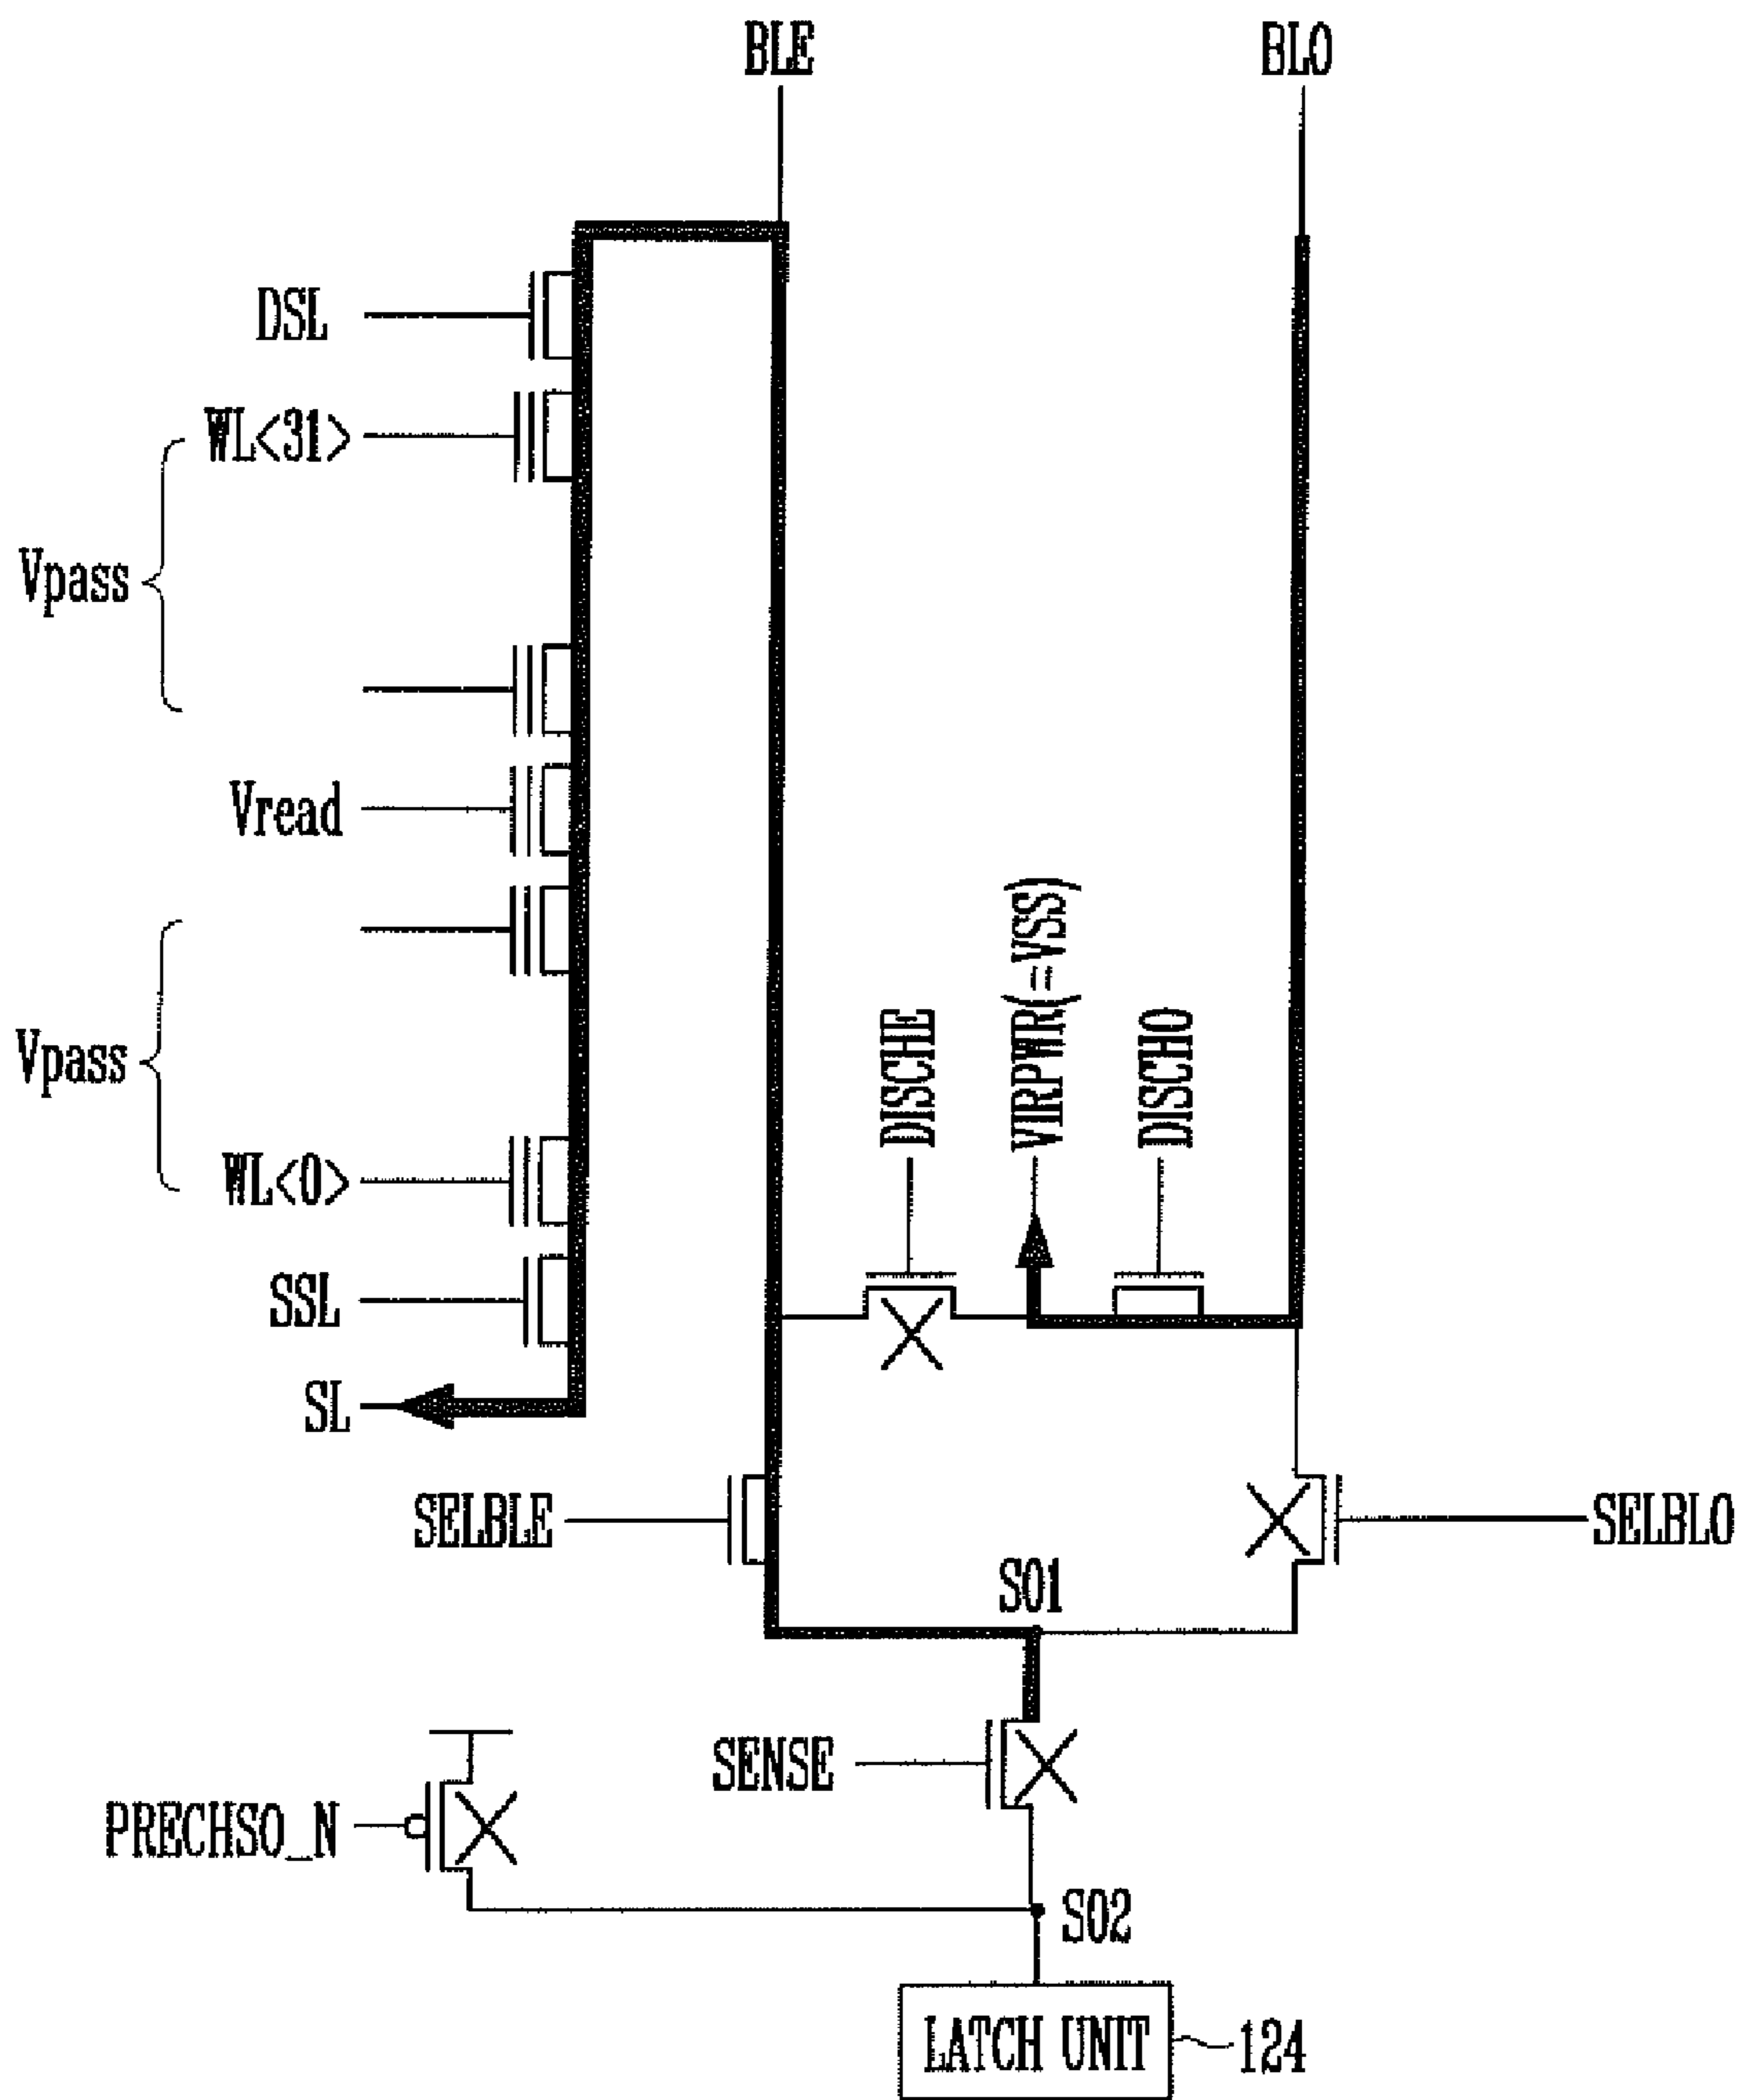 BLE
BLO
DSL
WL<31>
Vpass
Vread
Vpass
WL<0>
SSL
SL
DISCHE
VIRPWR(=VSS)
DISCHO
SELBLE
SELBLO
SO1
SENSE
PRECHSO_N
SO2
LATCH UNIT
124